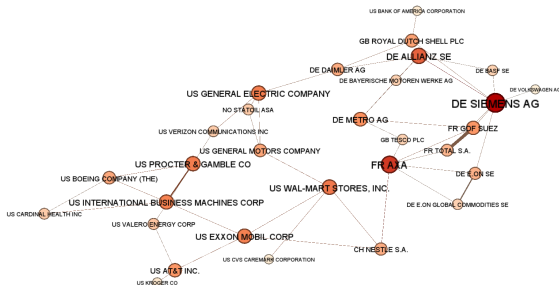 US BANK OF AMERICA CORPORATION
GB ROYAL DUTCH SHELL PLC
DE ALLIANZ SE
DE DAIMLER AG
DE BASF SE
DE BAYERISCHE MOTOREN WERKE AG
DE VOLKSWAGEN AG
US GENERAL ELECTRIC COMPANY
DE SIEMENS AG
NO STATOIL ASA
DE METRO AG
FR GDF SUEZ
US VERIZON COMMUNICATIONS INC
GB TESCO PLC
US GENERAL MOTORS COMPANY
FR TOTAL S.A.
US PROCTER & GAMBLE CO
FR AXA
US BOEING COMPANY (THE)
DE E.ON SE
US WAL-MART STORES, INC.
US INTERNATIONAL BUSINESS MACHINES CORP
DE E.ON GLOBAL COMMODITIES SE
US CARDINAL HEALTH INC
US VALERO ENERGY CORP
US EXXON MOBIL CORP
CH NESTLE S.A.
US CVS CAREMARK CORPORATION
US AT&T INC.
US KROGER CO